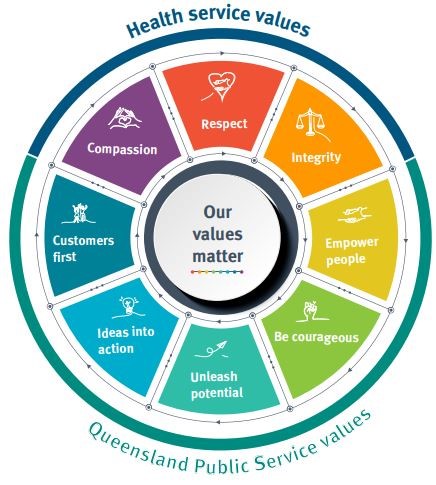 Health service values
Respect
Integrity
Empower
people
Be courageous
Unleash
potential
Ideas into
action
Customers
first
Compassion
Our
values
matter
Queensland Public Service values